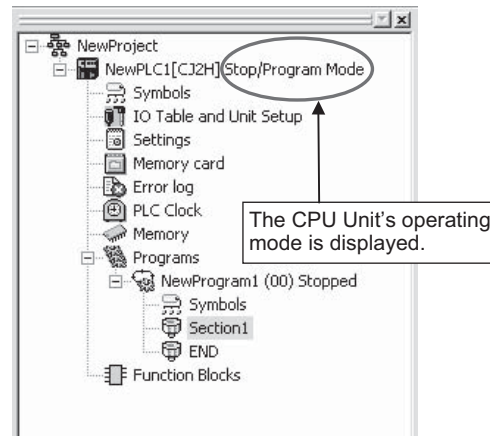 NewProject
NewPLC1[CJ2H] Stop/Program Mode
Symbols
IO Table and Unit Setup
Settings
Memory card
Error log
PLC Clock
Memory
The CPU Unit's operating
mode is displayed.
Programs
NewProgram1 (00) Stopped
Symbols
Section1
END
Function Blocks